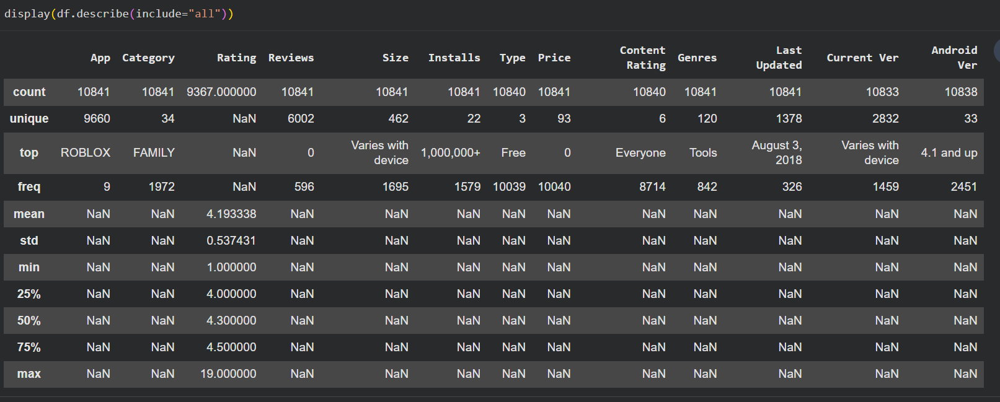 display(df.describe(include="all"))
App Category Rating Reviews Size Installs Type Price Content Rating Genres Last Updated Current Ver Android Ver
count 10841 10841 9367.000000 10841 10841 10841 10840 10841 10840 10841 10841 10833 10838
unique 9660 34 NaN 6002 462 22 3 93 6 120 1378 2832 33
top ROBLOX FAMILY NaN 0 Varies with device 1,000,000+ Free 0 Everyone Tools August 3, 2018 Varies with device 4.1 and up
freq 9 1972 NaN 596 1695 1579 10039 10040 8714 842 326 1459 2451
mean NaN NaN 4.193338 NaN NaN NaN NaN NaN NaN NaN NaN NaN NaN
std NaN NaN 0.537431 NaN NaN NaN NaN NaN NaN NaN NaN NaN NaN
min NaN NaN 1.000000 NaN NaN NaN NaN NaN NaN NaN NaN NaN NaN
25% NaN NaN 4.000000 NaN NaN NaN NaN NaN NaN NaN NaN NaN NaN
50% NaN NaN 4.300000 NaN NaN NaN NaN NaN NaN NaN NaN NaN NaN
75% NaN NaN 4.500000 NaN NaN NaN NaN NaN NaN NaN NaN NaN NaN
max NaN NaN 19.000000 NaN NaN NaN NaN NaN NaN NaN NaN NaN NaN